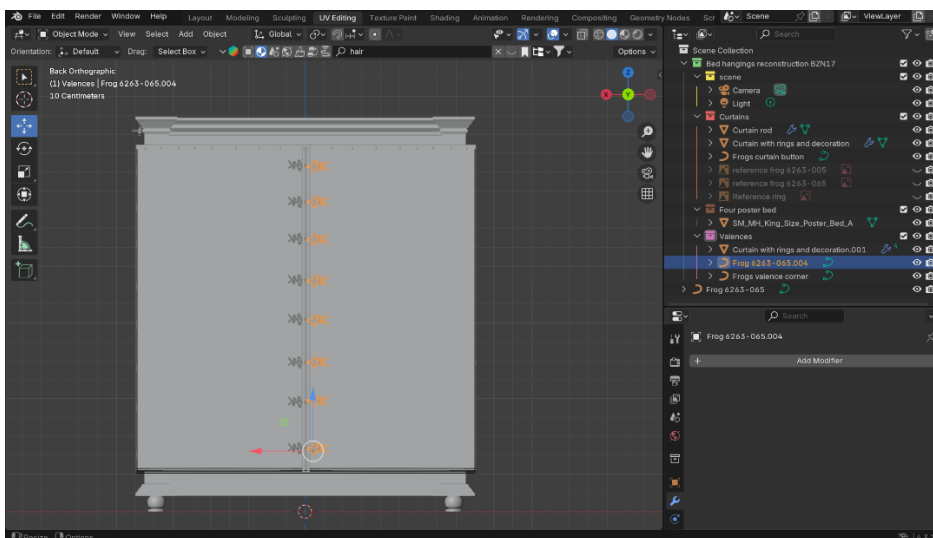 File Edit Render Window Help Layout Modeling Sculpting UV Editing Texture Paint Shading Animation Rendering Compositing Geometry Nodes Scr Scene ViewLayer
Object Mode View Select Add Object Global
Orientation: Default Drag: Select Box hair Options
Back Orthographic
(1) Valences | Frog 6263-065.004
10 Centimeters
Y
Z
X
Search
Scene Collection
Bed hangings reconstruction BZN17
scene
Camera
Light
Curtains
Curtain rod
Curtain with rings and decoration
Frogs curtain button
reference frog 6263-005
reference frog 6263-065
Reference ring
Four poster bed
SM_MH_King_Size_Poster_Bed_A
Valences
Curtain with rings and decoration.001
Frog 6263-065.004
Frogs valence corner
Frog 6263-065
Search
Frog 6263-065.004
Add Modifier
Resize Options